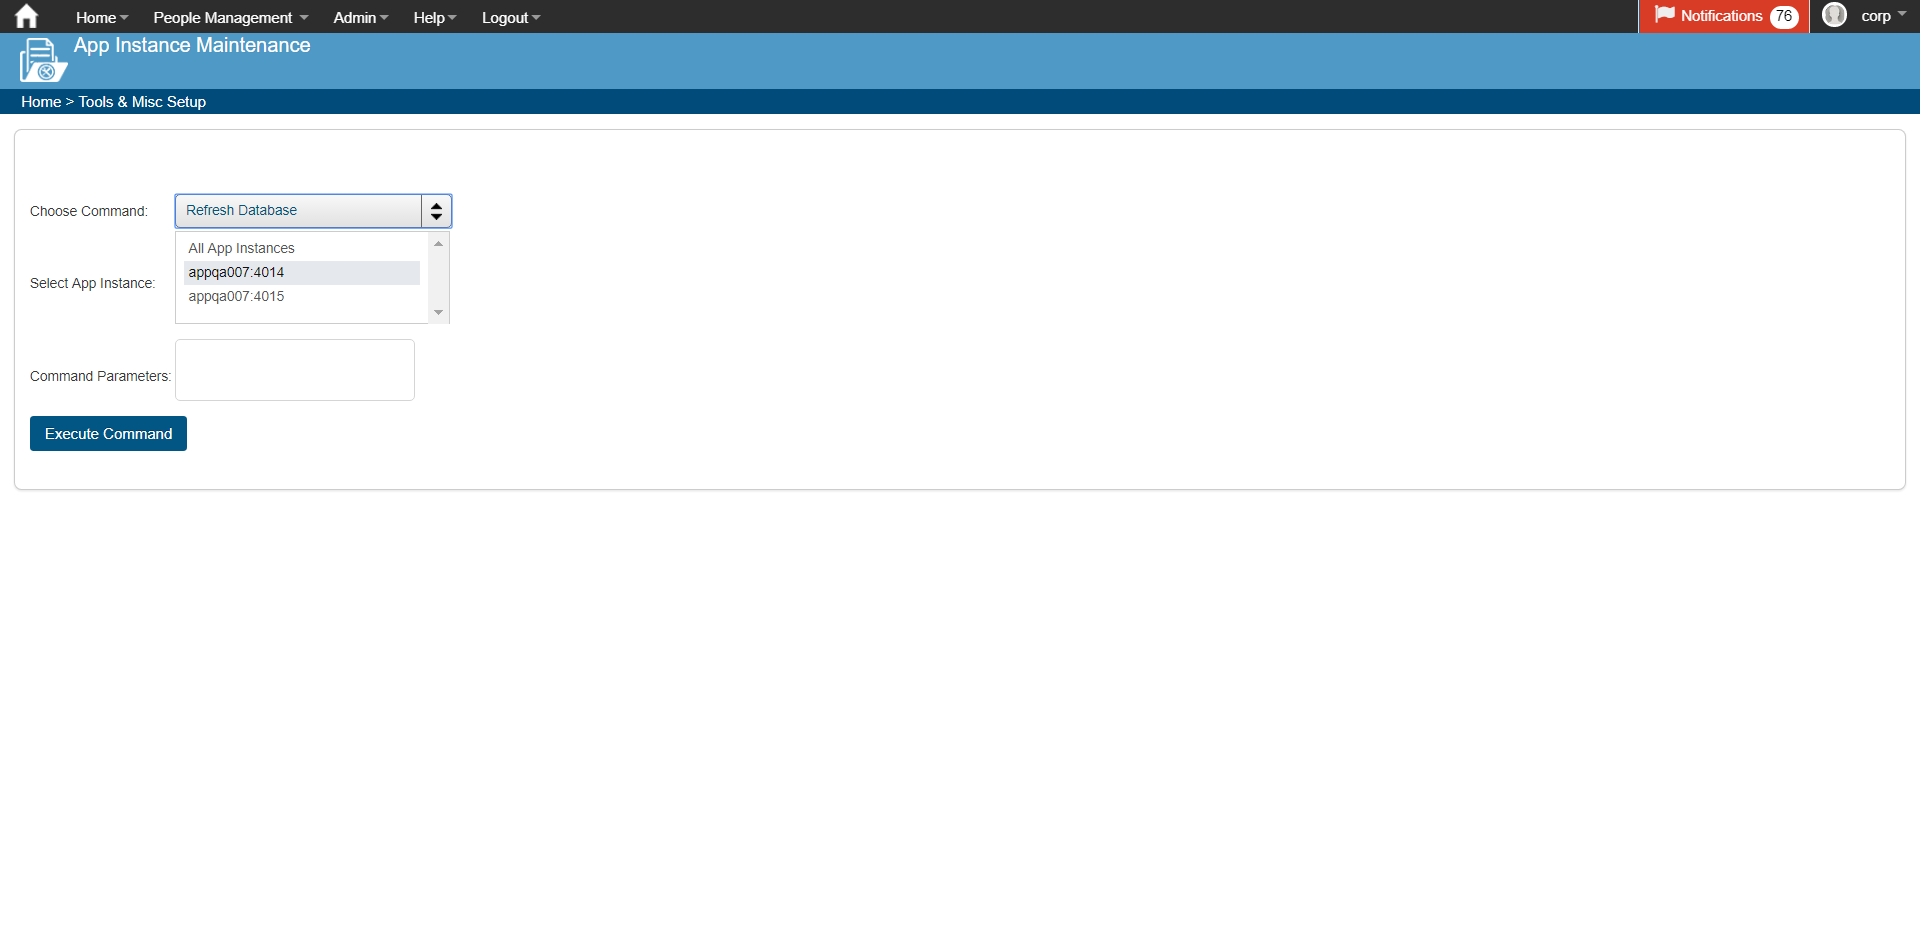 Home People Management Admin Help Logout Notifications 76 corp
App Instance Maintenance
Home > Tools & Misc Setup
Choose Command: Refresh Database
All App Instances
appqa007:4014
Select App Instance:
appqa007:4015
Command Parameters:
Execute Command